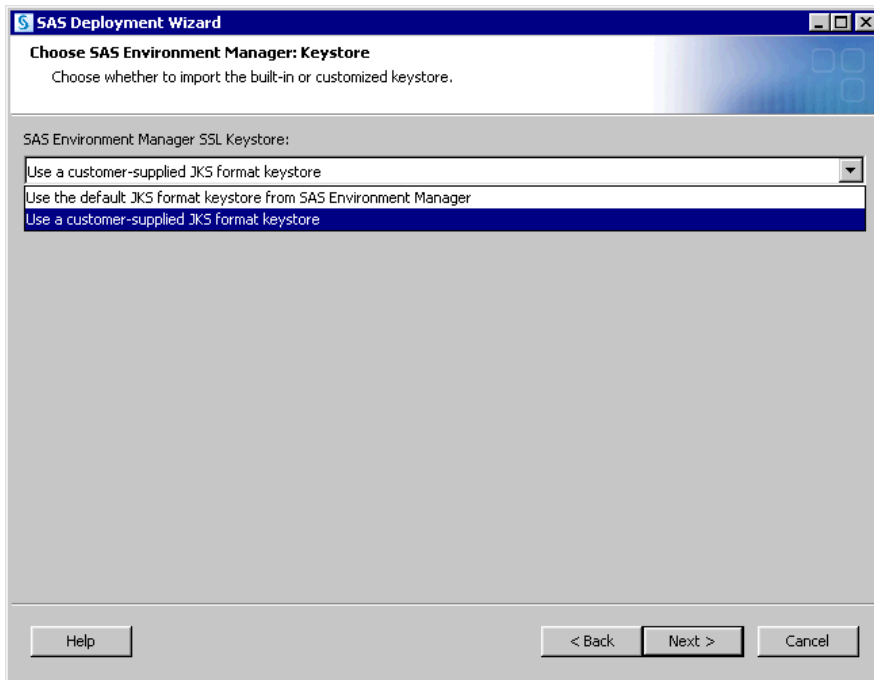 SAS Deployment Wizard
Choose SAS Environment Manager: Keystore
Choose whether to import the built-in or customized keystore.
SAS Environment Manager SSL Keystore:
Use a customer-supplied JKS format keystore
Use the default JKS format keystore from SAS Environment Manager
Use a customer-supplied JKS format keystore
Help
< Back
Next >
Cancel